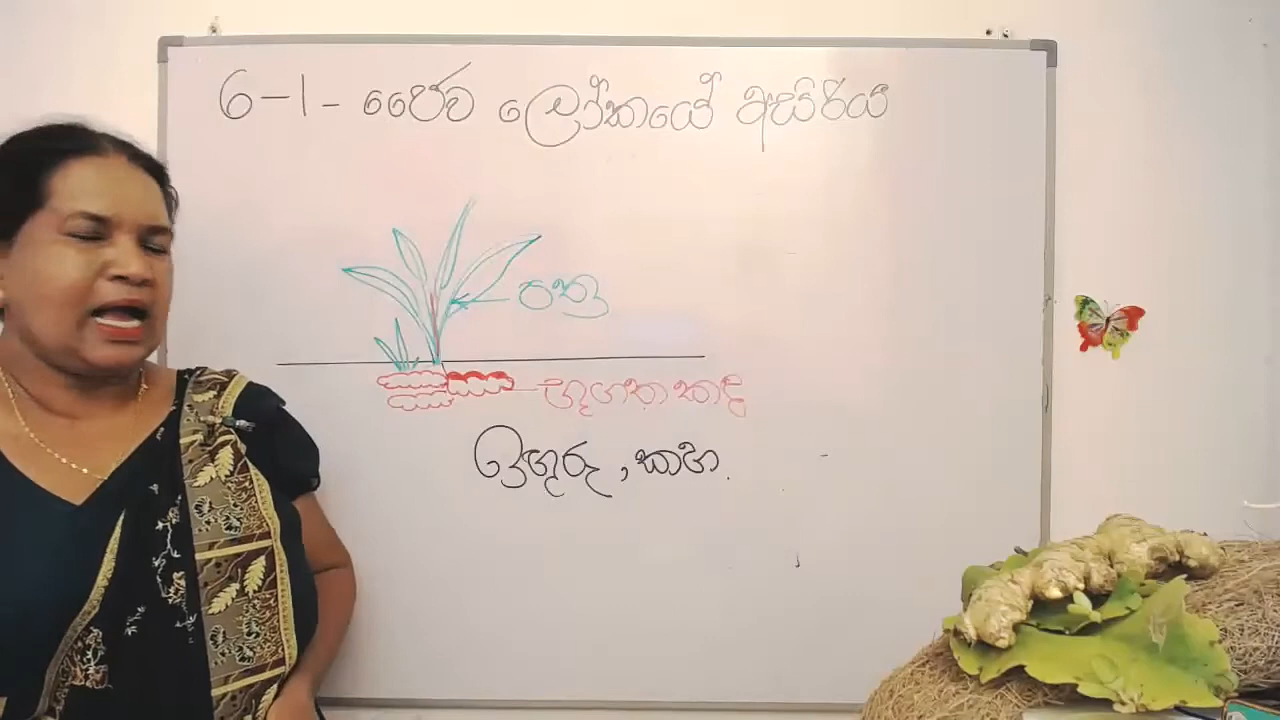 6-1 - ජෛව ලෝකයේ අසිරිය
පත්‍ර
භූගත කඳ
ඉඟුරු , කහ.